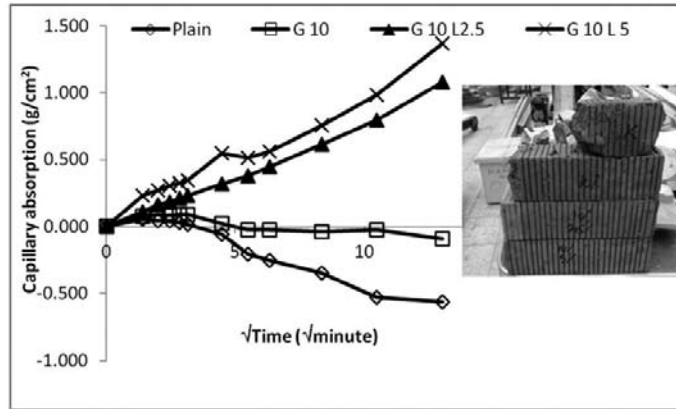 Plain G 10 G 10 L2.5 G 10 L 5
1.500
1.000
0.500
0.000
-0.500
-1.000
0 5 10
Capillary absorption (g/cm²)
√Time (√minute)